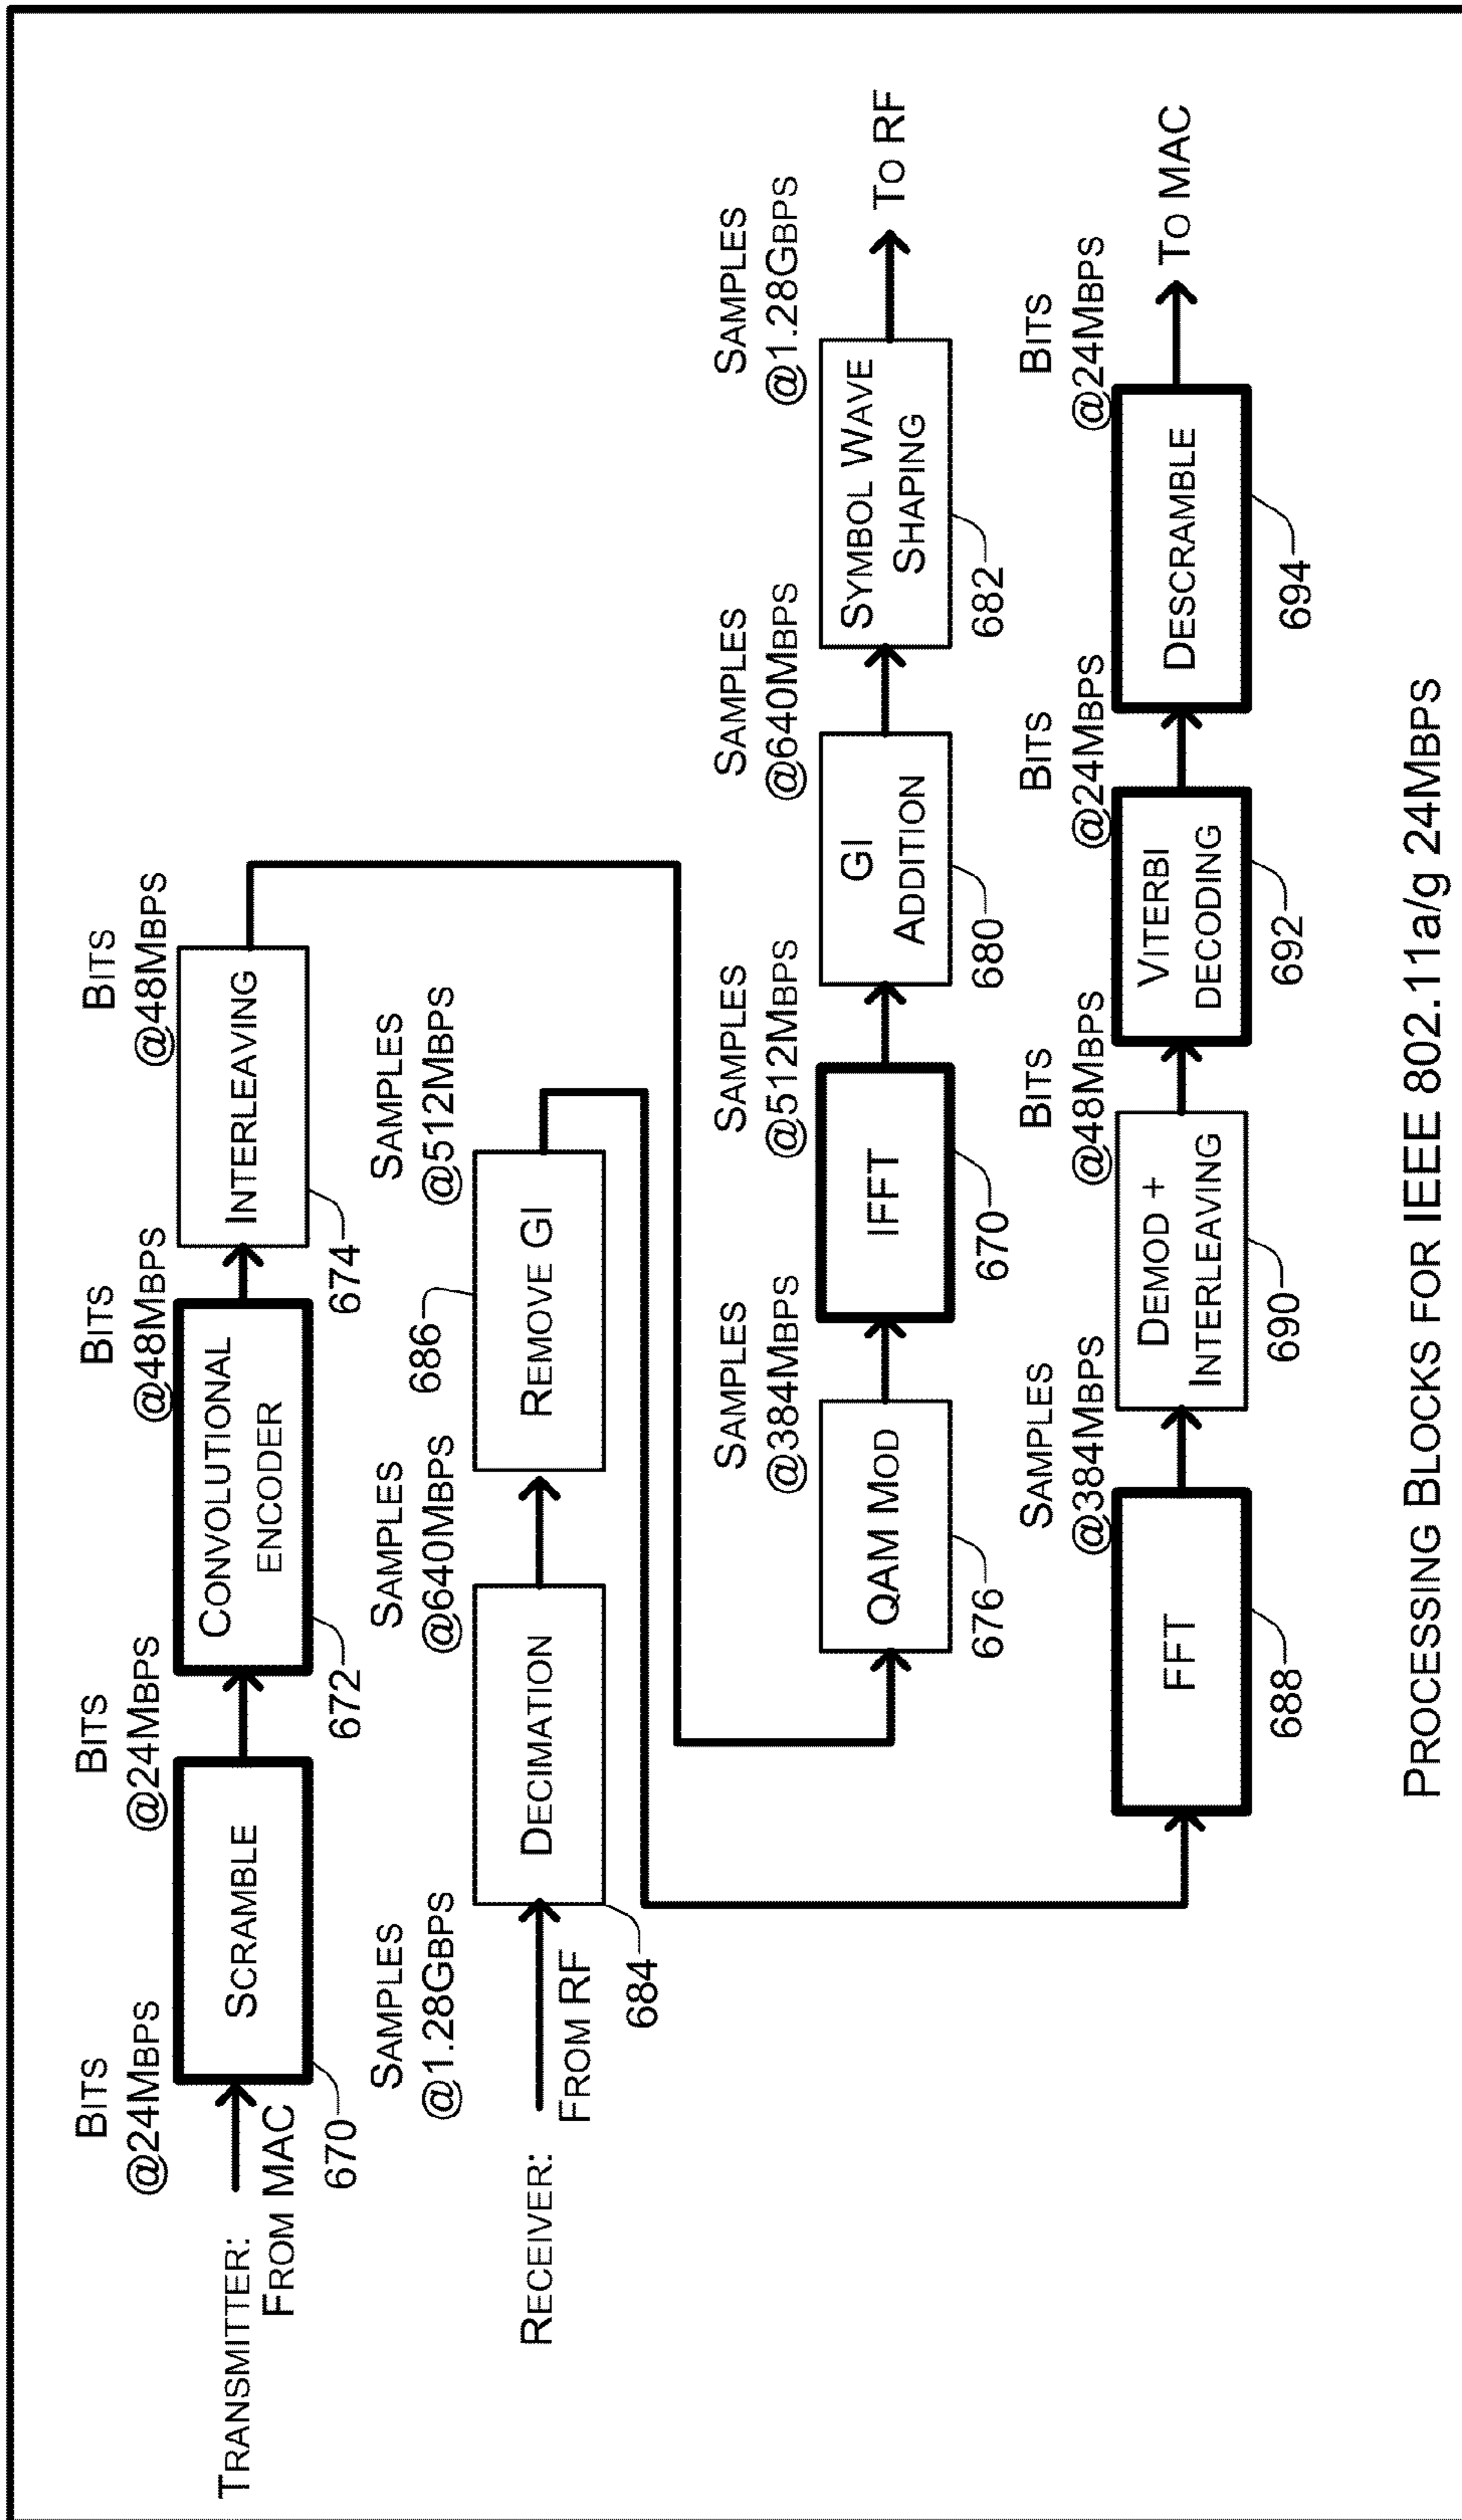 BITS
@24MBPS
BITS
@24MBPS
BITS
@48MBPS
BITS
@48MBPS
TRANSMITTER:
FROM MAC
SCRAMBLE
670
CONVOLUTIONAL
ENCODER
672
INTERLEAVING
674
SAMPLES
@1.28GBPS
SAMPLES
@640MBPS
SAMPLES
@512MBPS
RECEIVER:
FROM RF
DECIMATION
684
REMOVE GI
686
SAMPLES
@384MBPS
SAMPLES
@512MBPS
SAMPLES
@640MBPS
SAMPLES
@1.28GBPS
QAM MOD
676
IFFT
670
GI
ADDITION
680
SYMBOL WAVE
SHAPING
682
TO RF
SAMPLES
@384MBPS
BITS
@48MBPS
BITS
@24MBPS
BITS
@24MBPS
FFT
688
DEMOD +
INTERLEAVING
690
VITERBI
DECODING
692
DESCRAMBLE
694
TO MAC
PROCESSING BLOCKS FOR IEEE 802.11a/g 24MBPS